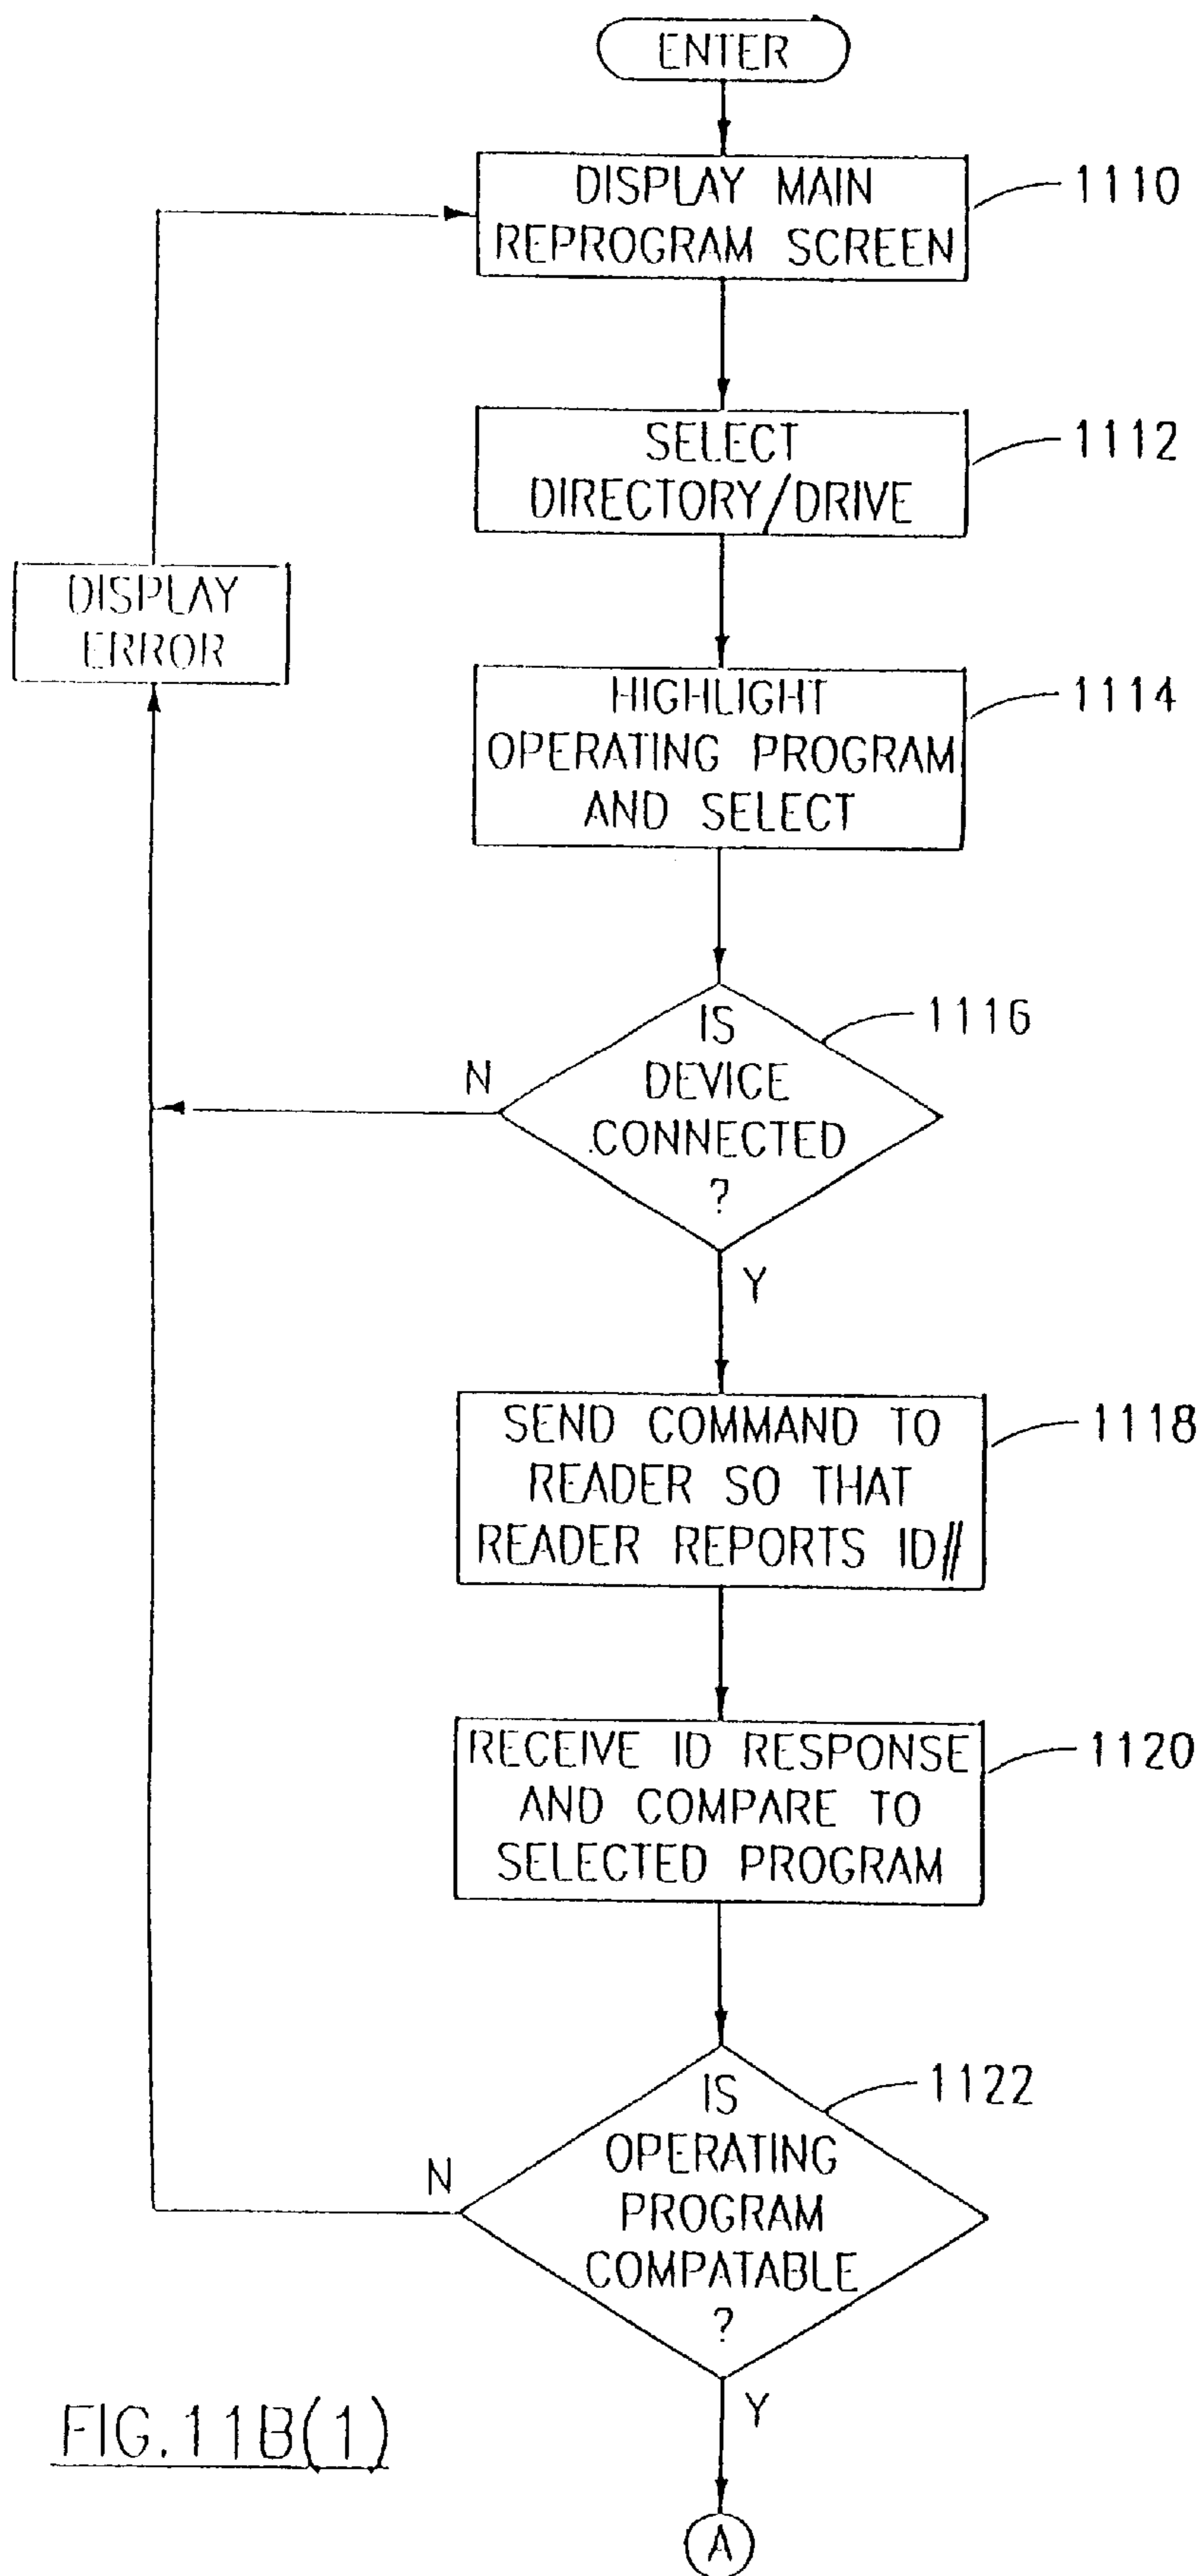 ENTER
DISPLAY MAIN
REPROGRAM SCREEN
1110
SELECT
DIRECTORY/DRIVE
1112
DISPLAY
ERROR
HIGHLIGHT
OPERATING PROGRAM
AND SELECT
1114
IS
DEVICE
CONNECTED
?
1116
N
Y
SEND COMMAND TO
READER SO THAT
READER REPORTS ID#
1118
RECEIVE ID RESPONSE
AND COMPARE TO
SELECTED PROGRAM
1120
IS
OPERATING
PROGRAM
COMPATABLE
?
1122
N
Y
FIG.11B(1)
A